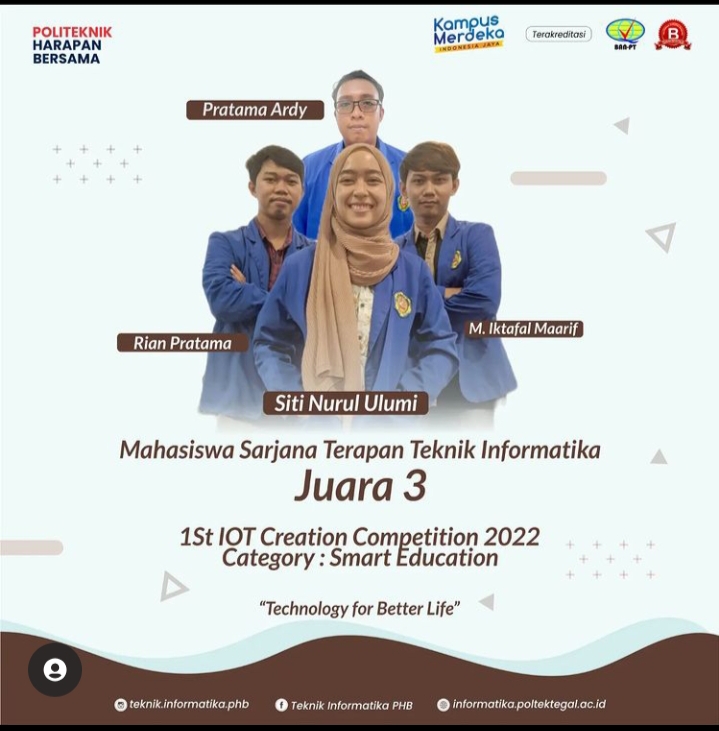 POLITEKNIK
HARAPAN
BERSAMA
Kampus
Merdeka
INDONESIA JAYA
Terakreditasi
BAN-PT
B
Pratama Ardy
Rian Pratama
M. Iktafal Maarif
Siti Nurul Ulumi
Mahasiswa Sarjana Terapan Teknik Informatika
Juara 3
1St IOT Creation Competition 2022
Category : Smart Education
“Technology for Better Life”
teknik.informatika.phb
Teknik Informatika PHB
informatika.poltektegal.ac.id